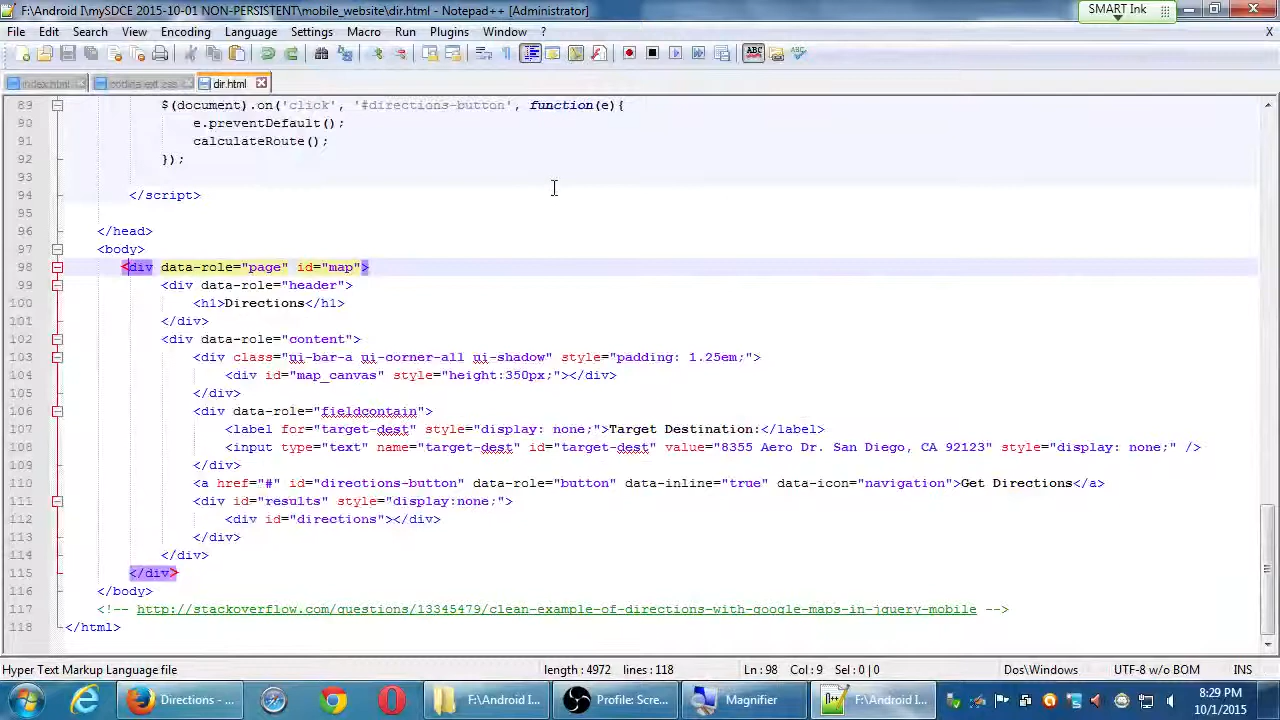 F:\Android I\mySDCE 2015-10-01 NON-PERSISTENT\mobile_website\dir.html - Notepad++ [Administrator]
SMART Ink
File Edit Search View Encoding Language Settings Macro Run Plugins Window ? X
index.html coding_ext.css dir.html
89 $(document).on('click', '#directions-button', function(e){
90 e.preventDefault();
91 calculateRoute();
92 });
93
94 </script>
95
96 </head>
97 <body>
98 <div data-role="page" id="map">
99 <div data-role="header">
100 <h1>Directions</h1>
101 </div>
102 <div data-role="content">
103 <div class="ui-bar-a ui-corner-all ui-shadow" style="padding: 1.25em;">
104 <div id="map_canvas" style="height:350px;"></div>
105 </div>
106 <div data-role="fieldcontain">
107 <label for="target-dest" style="display: none;">Target Destination:</label>
108 <input type="text" name="target-dest" id="target-dest" value="8355 Aero Dr. San Diego, CA 92123" style="display: none;" />
109 </div>
110 <a href="#" id="directions-button" data-role="button" data-inline="true" data-icon="navigation">Get Directions</a>
111 <div id="results" style="display:none;">
112 <div id="directions"></div>
113 </div>
114 </div>
115 </div>
116 </body>
117 <!-- http://stackoverflow.com/questions/13345479/clean-example-of-directions-with-google-maps-in-jquery-mobile -->
118 </html>
Hyper Text Markup Language file length : 4972 lines : 118 Ln : 98 Col : 9 Sel : 0 | 0 Dos\Windows UTF-8 w/o BOM INS
Directions - ... F:\Android I... Profile: Scre... Magnifier F:\Android I... 8:29 PM
10/1/2015